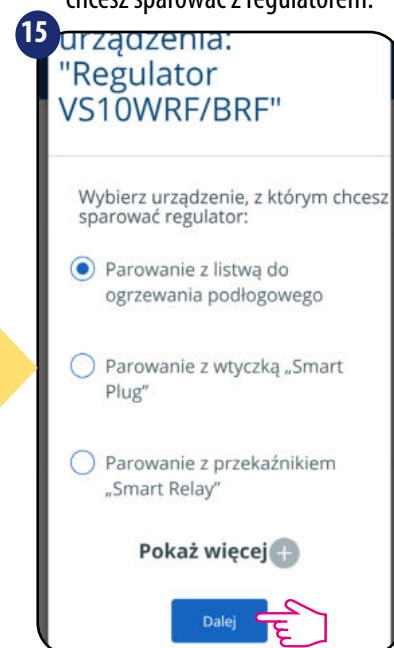 chcesz sparować z regulatorem.
15
urządzenia:
"Regulator
VS10WRF/BRF"
Wybierz urządzenie, z którym chcesz
sparować regulator:
Parowanie z listwą do
ogrzewania podłogowego
Parowanie z wtyczką „Smart
Plug”
Parowanie z przekaźnikiem
„Smart Relay”
Pokaż więcej +
Dalej